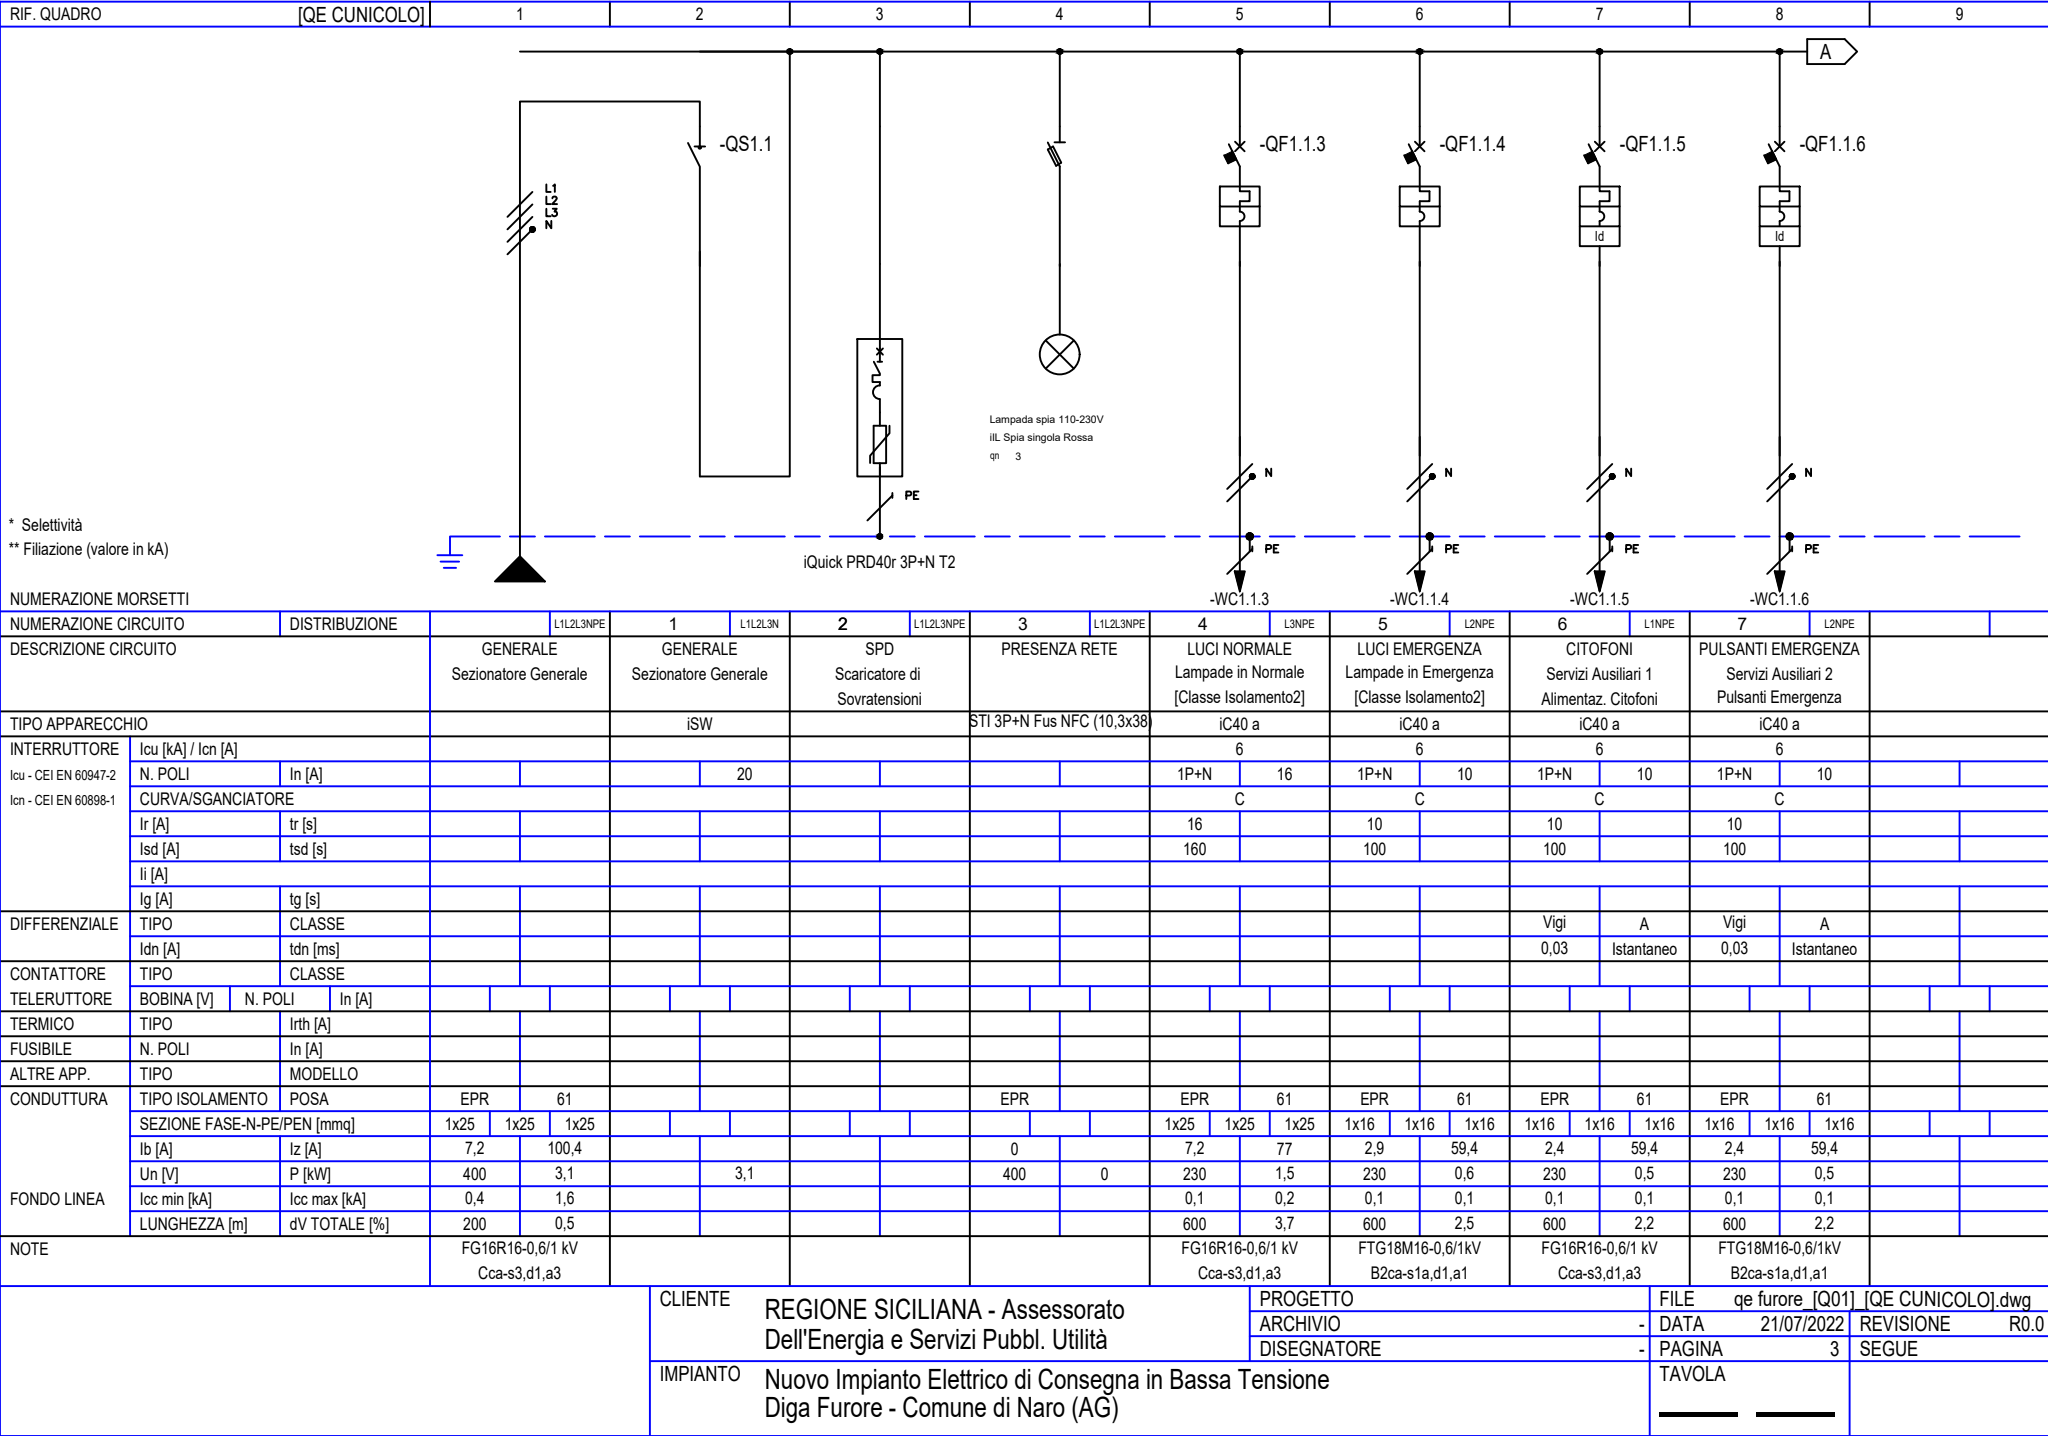 RIF. QUADRO [QE CUNICOLO] 1 2 3 4 5 6 7 8 9
A
-QS1.1 -QF1.1.3 -QF1.1.4 -QF1.1.5 -QF1.1.6
L1
L2
L3
N
Id Id
Lampada spia 110-230V
iIL Spia singola Rossa
qn 3
N N N N
PE
* Selettività
** Filiazione (valore in kA)
PE PE PE PE
iQuick PRD40r 3P+N T2
NUMERAZIONE MORSETTI -WC1.1.3 -WC1.1.4 -WC1.1.5 -WC1.1.6
NUMERAZIONE CIRCUITO DISTRIBUZIONE L1L2L3NPE 1 L1L2L3N 2 L1L2L3NPE 3 L1L2L3NPE 4 L3NPE 5 L2NPE 6 L1NPE 7 L2NPE
DESCRIZIONE CIRCUITO GENERALE GENERALE SPD PRESENZA RETE LUCI NORMALE LUCI EMERGENZA CITOFONI PULSANTI EMERGENZA
Sezionatore Generale Sezionatore Generale Scaricatore di Lampade in Normale Lampade in Emergenza Servizi Ausiliari 1 Servizi Ausiliari 2
Sovratensioni [Classe Isolamento2] [Classe Isolamento2] Alimentaz. Citofoni Pulsanti Emergenza
TIPO APPARECCHIO iSW STI 3P+N Fus NFC (10,3x38) iC40 a iC40 a iC40 a iC40 a
INTERRUTTORE Icu [kA] / Icn [A] 6 6 6 6
Icu - CEI EN 60947-2 N. POLI In [A] 20 1P+N 16 1P+N 10 1P+N 10 1P+N 10
Icn - CEI EN 60898-1 CURVA/SGANCIATORE C C C C
Ir [A] tr [s] 16 10 10 10
Isd [A] tsd [s] 160 100 100 100
Ii [A]
Ig [A] tg [s]
DIFFERENZIALE TIPO CLASSE Vigi A Vigi A
Idn [A] tdn [ms] 0,03 Istantaneo 0,03 Istantaneo
CONTATTORE TIPO CLASSE
TELERUTTORE BOBINA [V] N. POLI In [A]
TERMICO TIPO Irth [A]
FUSIBILE N. POLI In [A]
ALTRE APP. TIPO MODELLO
CONDUTTURA TIPO ISOLAMENTO POSA EPR 61 EPR EPR 61 EPR 61 EPR 61 EPR 61
SEZIONE FASE-N-PE/PEN [mmq] 1x25 1x25 1x25 1x25 1x25 1x25 1x16 1x16 1x16 1x16 1x16 1x16 1x16 1x16 1x16
Ib [A] Iz [A] 7,2 100,4 0 7,2 77 2,9 59,4 2,4 59,4 2,4 59,4
Un [V] P [kW] 400 3,1 3,1 400 0 230 1,5 230 0,6 230 0,5 230 0,5
FONDO LINEA Icc min [kA] Icc max [kA] 0,4 1,6 0,1 0,2 0,1 0,1 0,1 0,1 0,1 0,1
LUNGHEZZA [m] dV TOTALE [%] 200 0,5 600 3,7 600 2,5 600 2,2 600 2,2
NOTE FG16R16-0,6/1 kV FG16R16-0,6/1 kV FTG18M16-0,6/1kV FG16R16-0,6/1 kV FTG18M16-0,6/1kV
Cca-s3,d1,a3 Cca-s3,d1,a3 B2ca-s1a,d1,a1 Cca-s3,d1,a3 B2ca-s1a,d1,a1
CLIENTE REGIONE SICILIANA - Assessorato
Dell'Energia e Servizi Pubbl. Utilità
PROGETTO FILE qe furore_[Q01]_[QE CUNICOLO].dwg
ARCHIVIO - DATA 21/07/2022 REVISIONE R0.0
DISEGNATORE - PAGINA 3 SEGUE
IMPIANTO Nuovo Impianto Elettrico di Consegna in Bassa Tensione
Diga Furore - Comune di Naro (AG)
TAVOLA